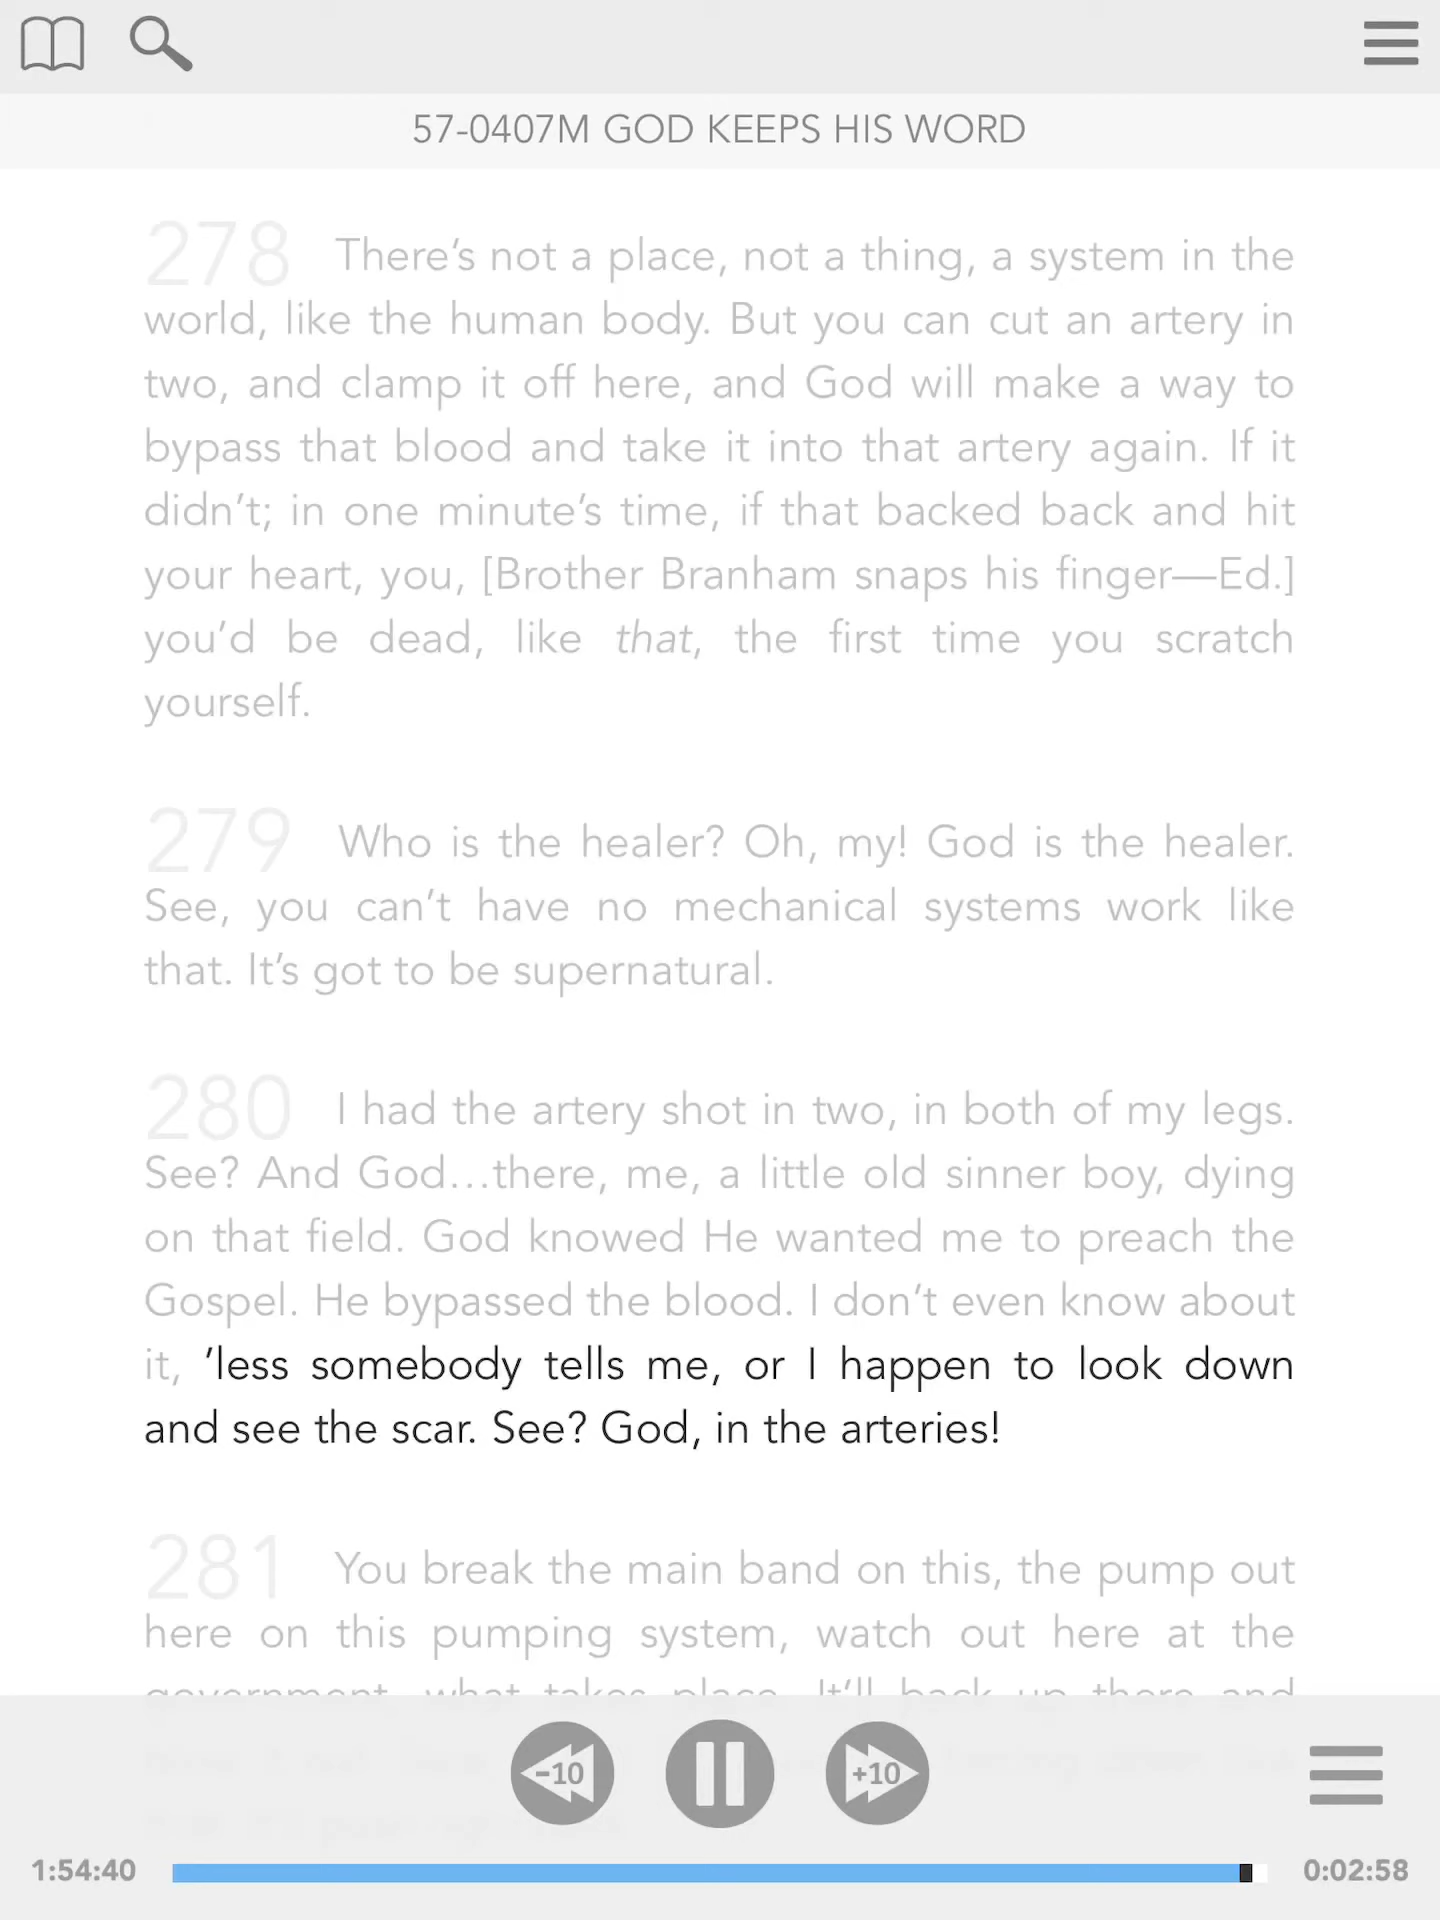 57-0407M GOD KEEPS HIS WORD
278 There’s not a place, not a thing, a system in the
world, like the human body. But you can cut an artery in
two, and clamp it off here, and God will make a way to
bypass that blood and take it into that artery again. If it
didn’t; in one minute’s time, if that backed back and hit
your heart, you, [Brother Branham snaps his finger—Ed.]
you’d be dead, like that, the first time you scratch
yourself.
279 Who is the healer? Oh, my! God is the healer.
See, you can’t have no mechanical systems work like
that. It’s got to be supernatural.
280 I had the artery shot in two, in both of my legs.
See? And God…there, me, a little old sinner boy, dying
on that field. God knowed He wanted me to preach the
Gospel. He bypassed the blood. I don’t even know about
it, ’less somebody tells me, or I happen to look down
and see the scar. See? God, in the arteries!
281 You break the main band on this, the pump out
here on this pumping system, watch out here at the
government, what takes place. It’ll back up there and
-10 +10
1:54:40 0:02:58